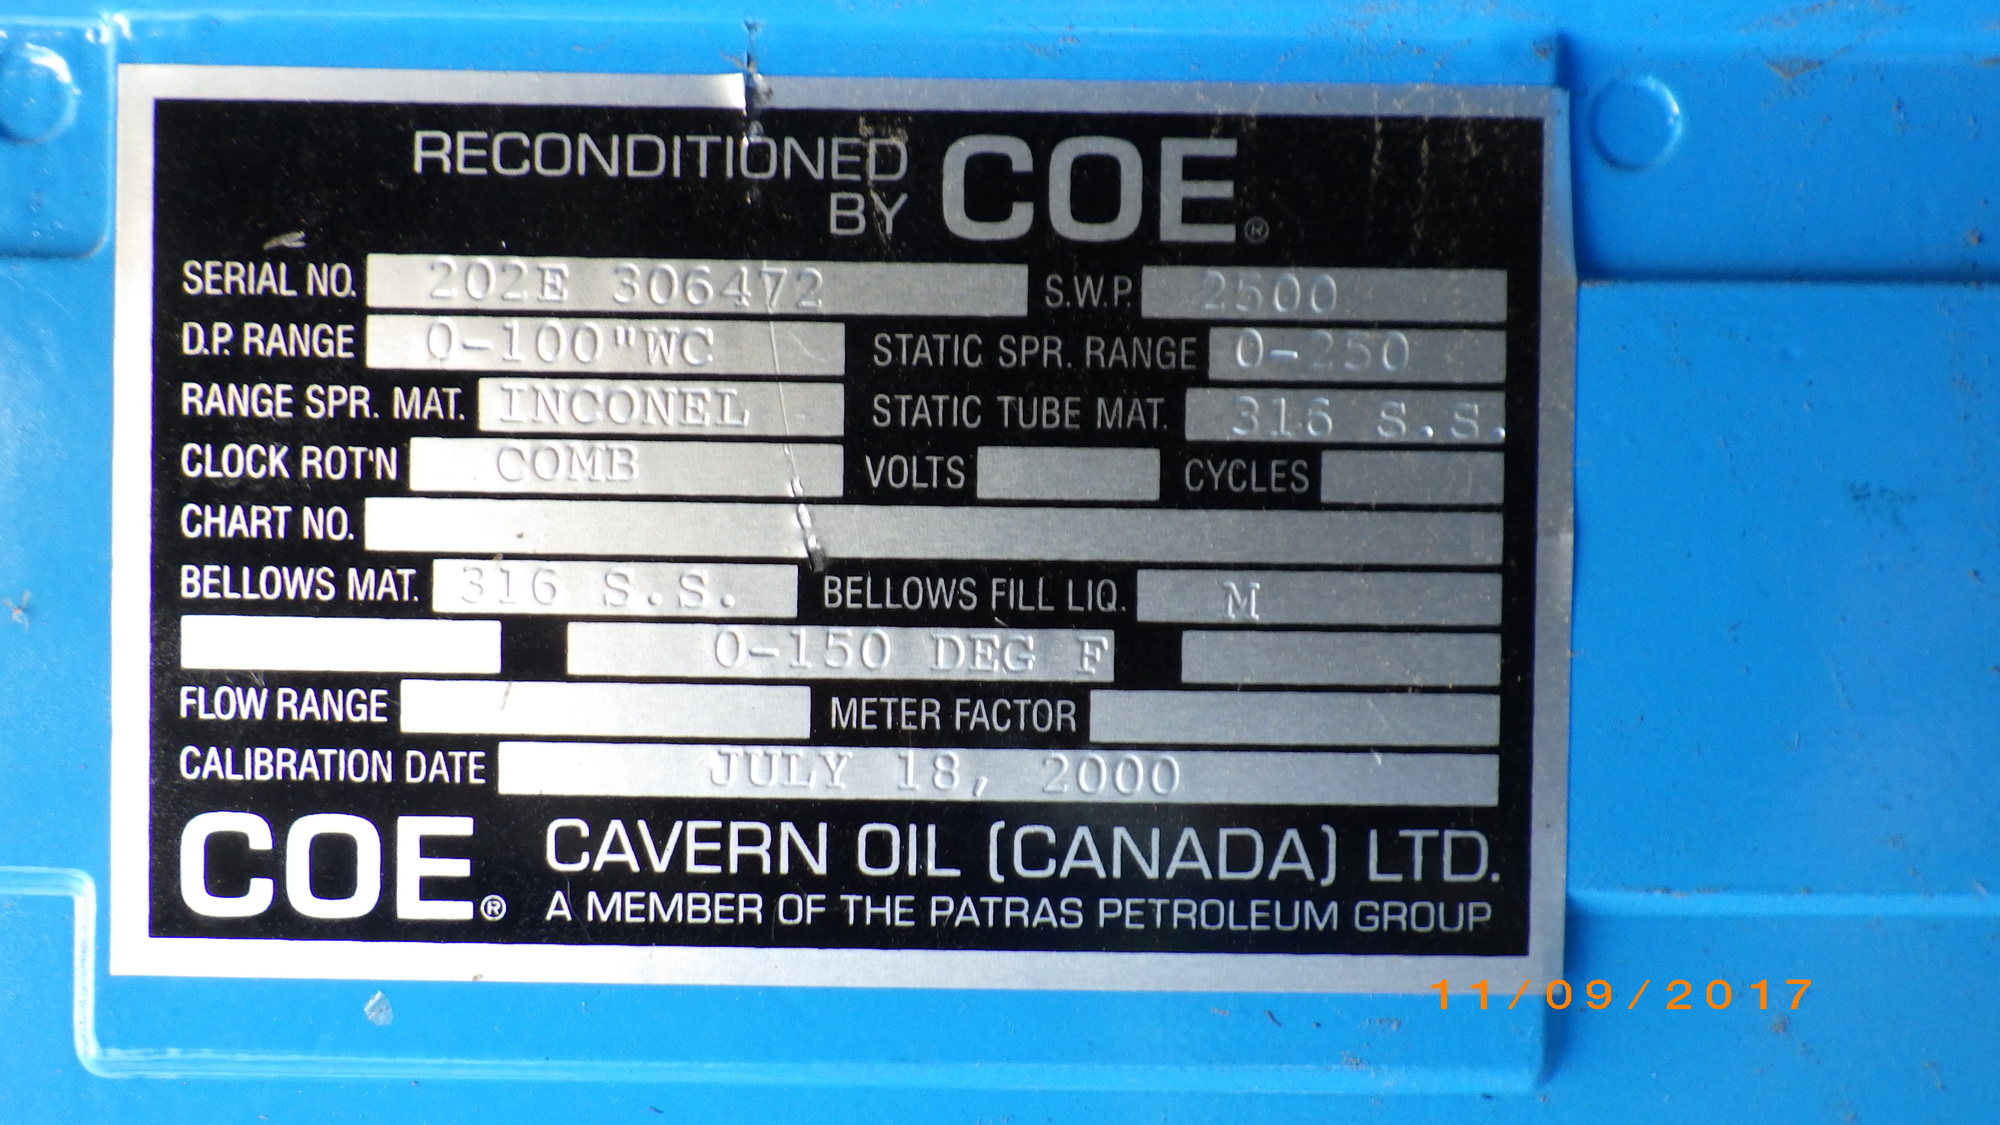 RECONDITIONED BY COE®
SERIAL NO. 202E 306472 S.W.P. 2500
D.P. RANGE 0-100"WC STATIC SPR. RANGE 0-250
RANGE SPR. MAT. INCONEL STATIC TUBE MAT. 316 S.S.
CLOCK ROT'N COMB VOLTS CYCLES
CHART NO.
BELLOWS MAT. 316 S.S. BELLOWS FILL LIQ. M
0-150 DEG F
FLOW RANGE METER FACTOR
CALIBRATION DATE JULY 18, 2000
COE® CAVERN OIL (CANADA) LTD.
A MEMBER OF THE PATRAS PETROLEUM GROUP
11/09/2017